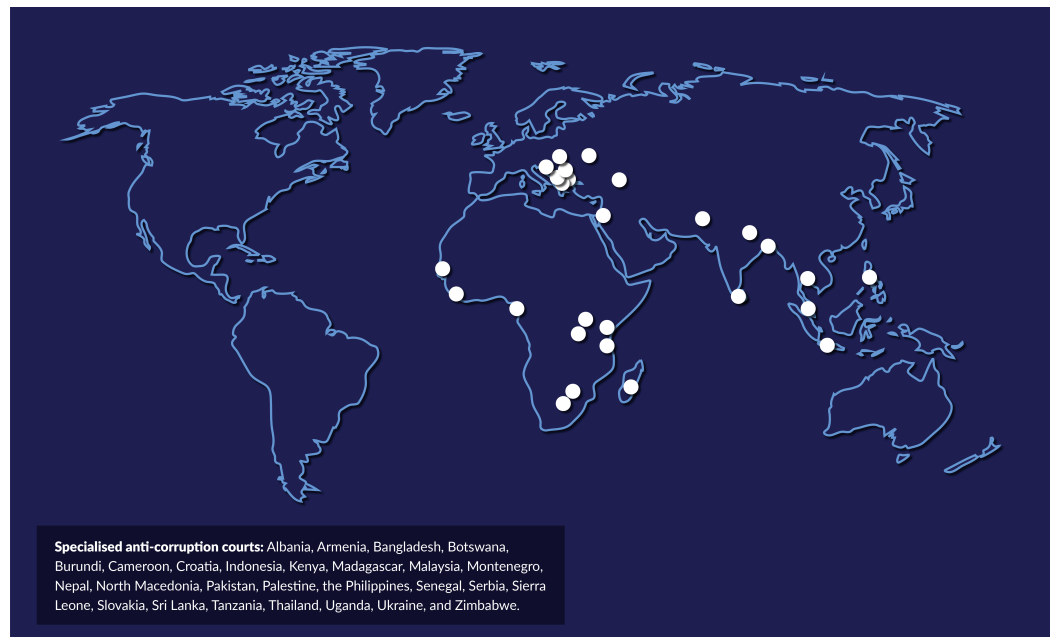 Specialised anti-corruption courts: Albania, Armenia, Bangladesh, Botswana,
Burundi, Cameroon, Croatia, Indonesia, Kenya, Madagascar, Malaysia, Montenegro,
Nepal, North Macedonia, Pakistan, Palestine, the Philippines, Senegal, Serbia, Sierra
Leone, Slovakia, Sri Lanka, Tanzania, Thailand, Uganda, Ukraine, and Zimbabwe.